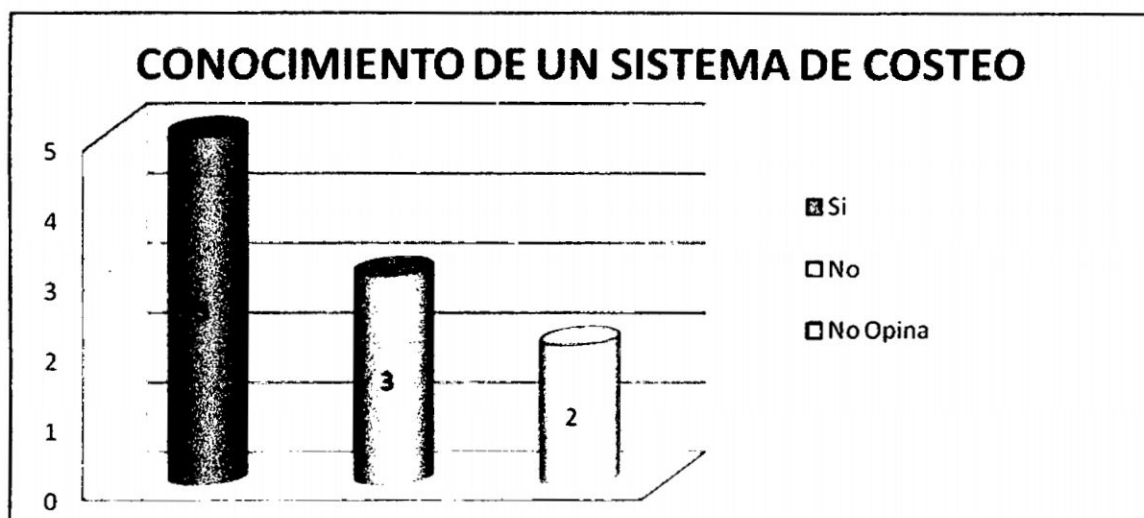 CONOCIMIENTO DE UN SISTEMA DE COSTEO
5
4
3
2
1
0
3
2
Si
No
No Opina